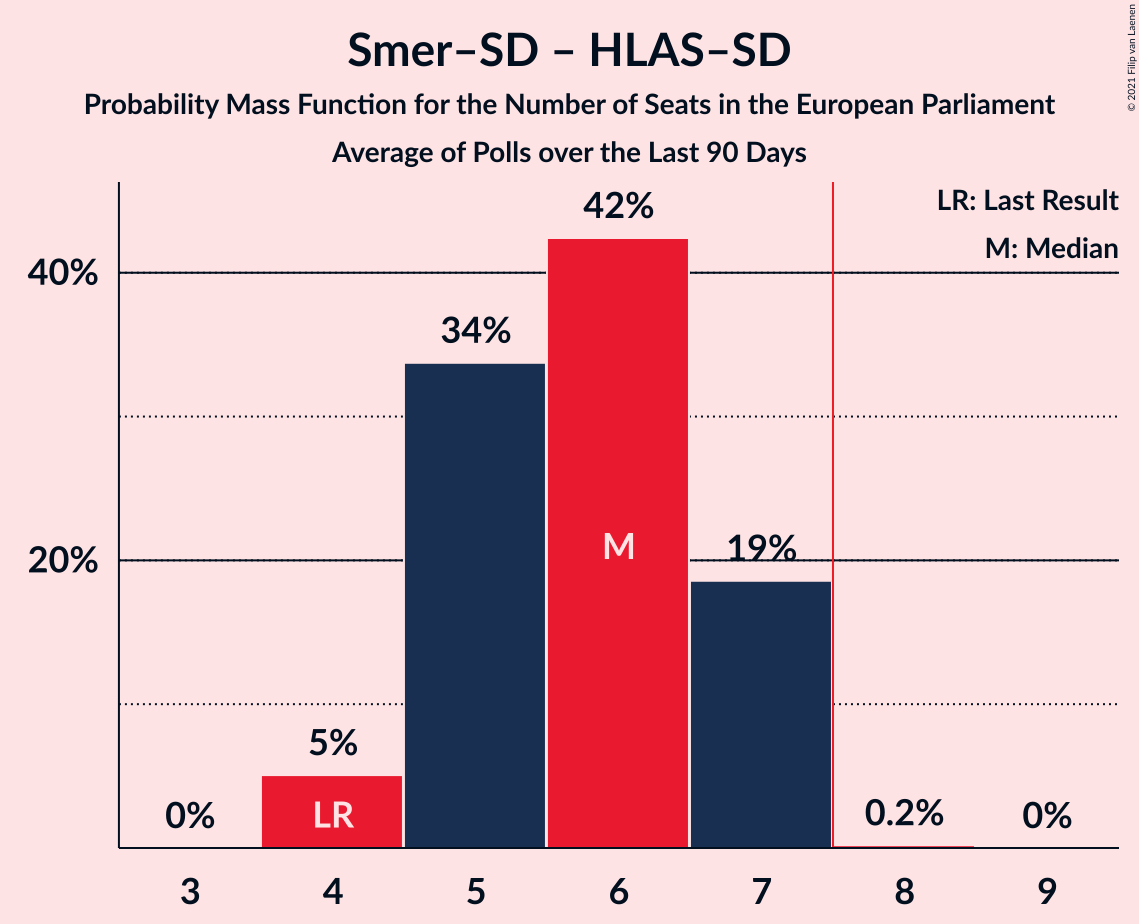 Smer–SD – HLAS–SD
Probability Mass Function for the Number of Seats in the European Parliament
Average of Polls over the Last 90 Days
© 2021 Filip van Laenen
LR: Last Result
M: Median
42%
40%
34%
20%
M
19%
5%
0%
LR
0.2%
0%
3 4 5 6 7 8 9